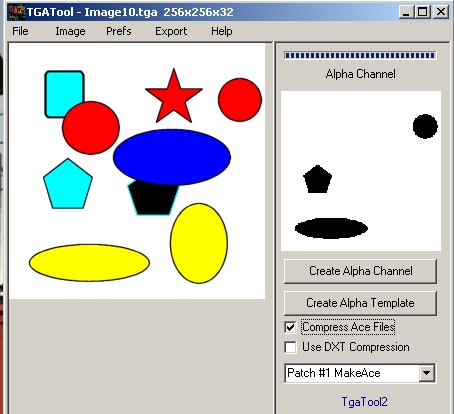 TGATool - Image10.tga 256x256x32
File Image Prefs Export Help
Alpha Channel
Create Alpha Channel
Create Alpha Template
Compress Ace Files
Use DXT Compression
Patch #1 MakeAce
TgaTool2